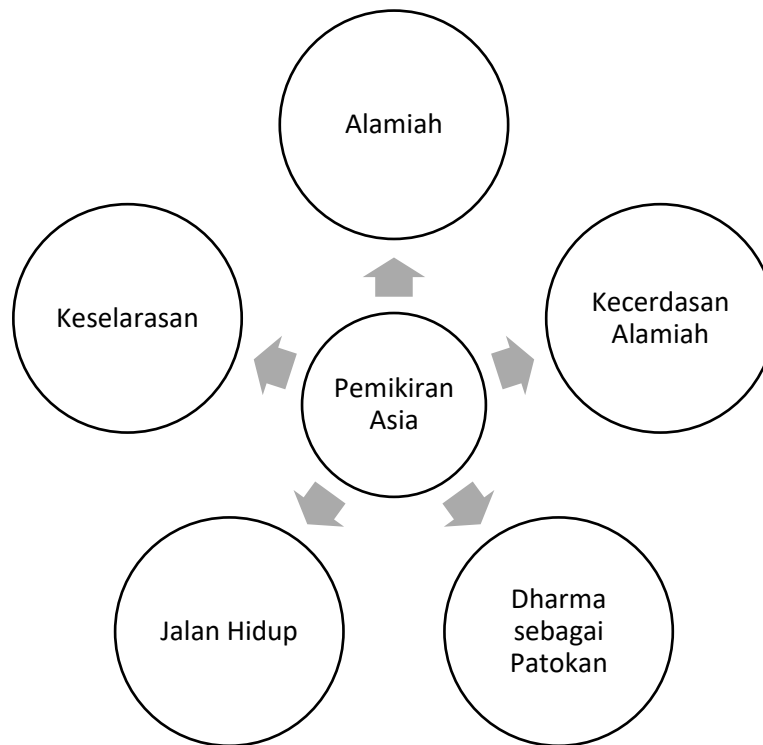 Alamiah
Keselarasan
Kecerdasan
Alamiah
Pemikiran
Asia
Jalan Hidup
Dharma
sebagai
Patokan